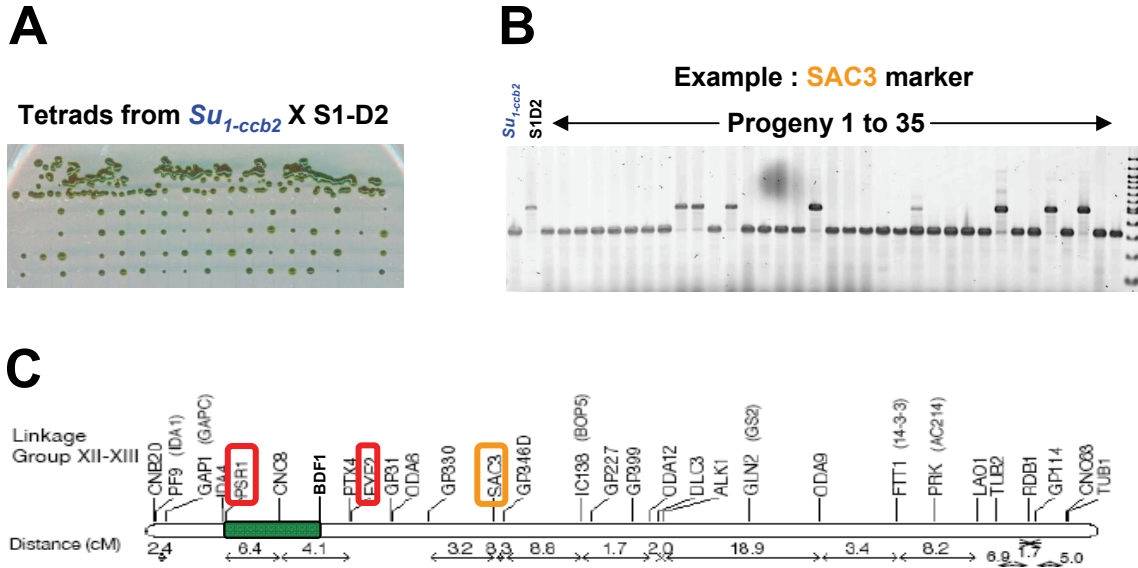 A
Tetrads from Su1-ccb2 X S1-D2
B
Example : SAC3 marker
Su1-ccb2
S1D2
Progeny 1 to 35
C
Linkage
Group XII-XIII
CNB20
PF9 (IDA1)
GAP1 (GAPC)
IDA4
PSR1
CNC8
BDF1
PTK4
FYF2
GP31
ODA8
GP330
SAC3
GP346D
IC138 (BOP5)
GP227
GP399
ODA12
DLC3
ALK1
GLN2 (GS2)
ODA9
FTT1 (14-3-3)
PRK (AC214)
LAO1
TUB2
RDB1
GP114
TUB1
Distance (cM)
2.4
6.4
4.1
3.2
3.3
8.8
1.7
2.0
18.9
3.4
8.2
6.9
1.7
5.0